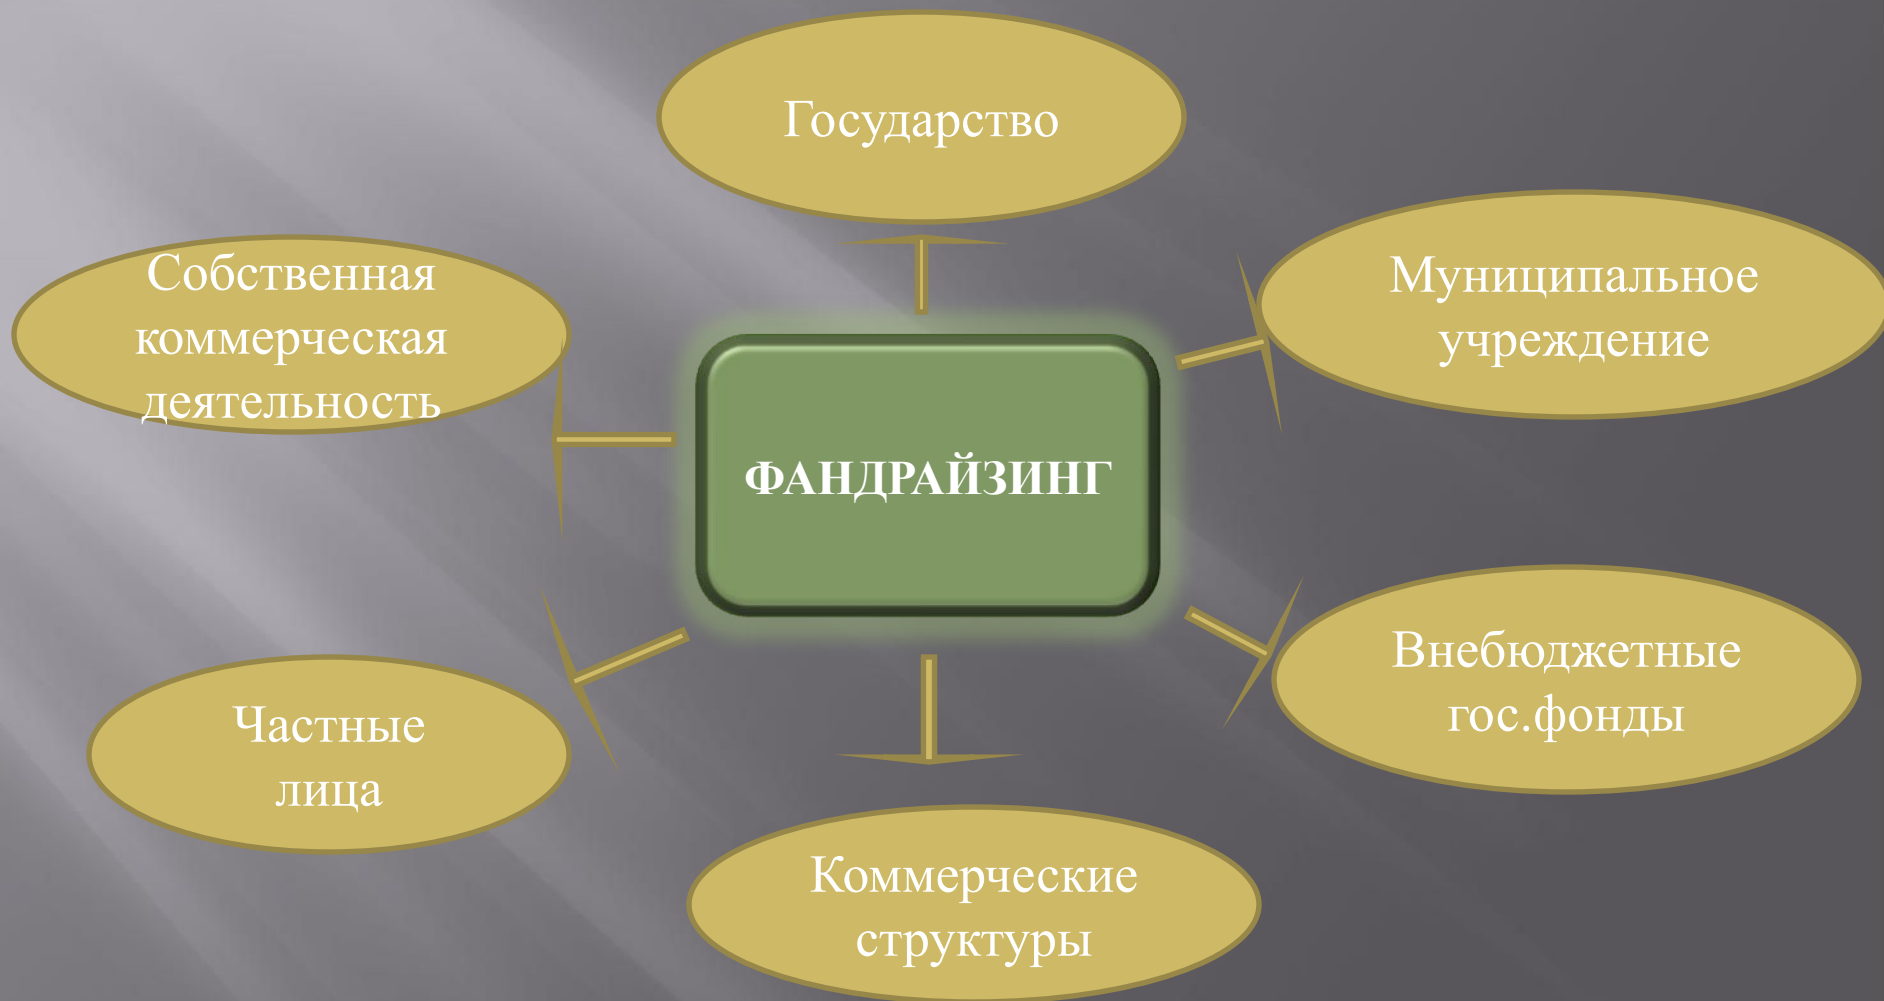 Государство
Собственная
коммерческая
деятельность
Муниципальное
учреждение
ФАНДРАЙЗИНГ
Частные
лица
Внебюджетные
гос.фонды
Коммерческие
структуры